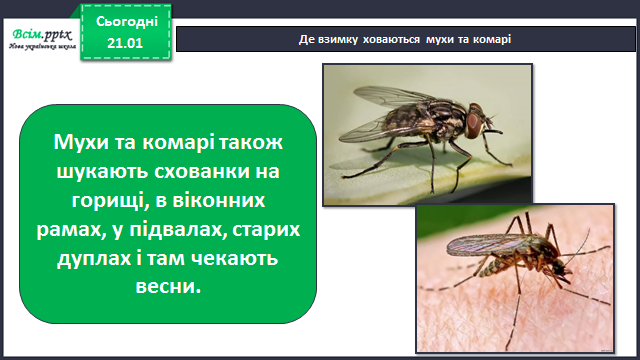 Всім.pptx
Нова українська школа
Сьогодні
21.01
Де взимку ховаються мухи та комарі
Мухи та комарі також
шукають схованки на
горищі, в віконних
рамах, у підвалах, старих
дуплах і там чекають
весни.